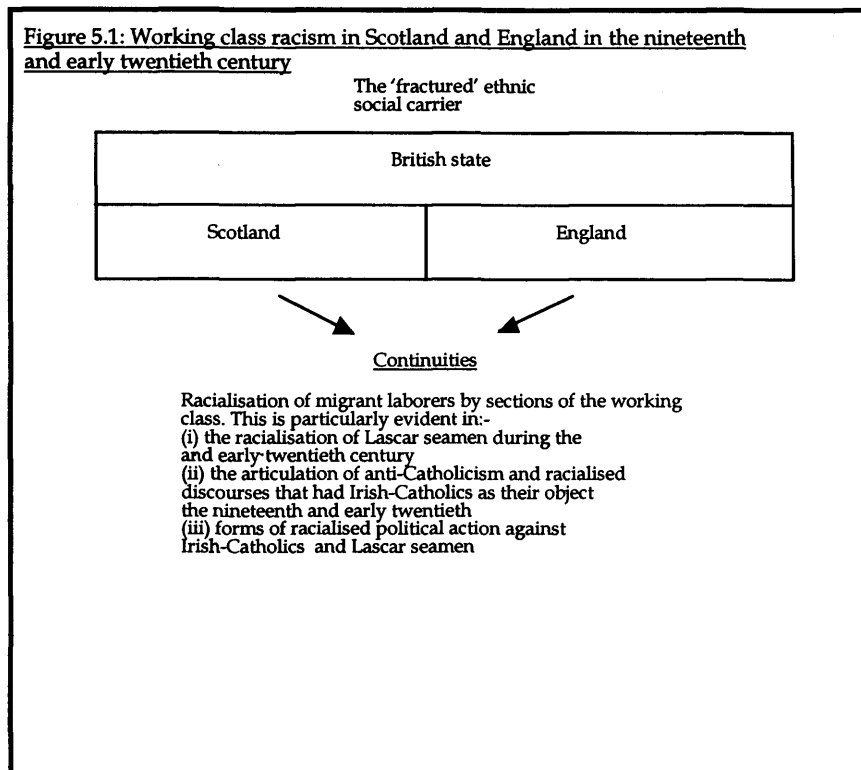 Figure 5.1: Working class racism in Scotland and England in the nineteenth
and early twentieth century
The 'fractured' ethnic
social carrier
British state
Scotland
England
Continuities
Racialisation of migrant laborers by sections of the working
class. This is particularly evident in:-
(i) the racialisation of Lascar seamen during the
and early-twentieth century
(ii) the articulation of anti-Catholicism and racialised
discourses that had Irish-Catholics as their object
the nineteenth and early twentieth
(iii) forms of racialised political action against
Irish-Catholics and Lascar seamen